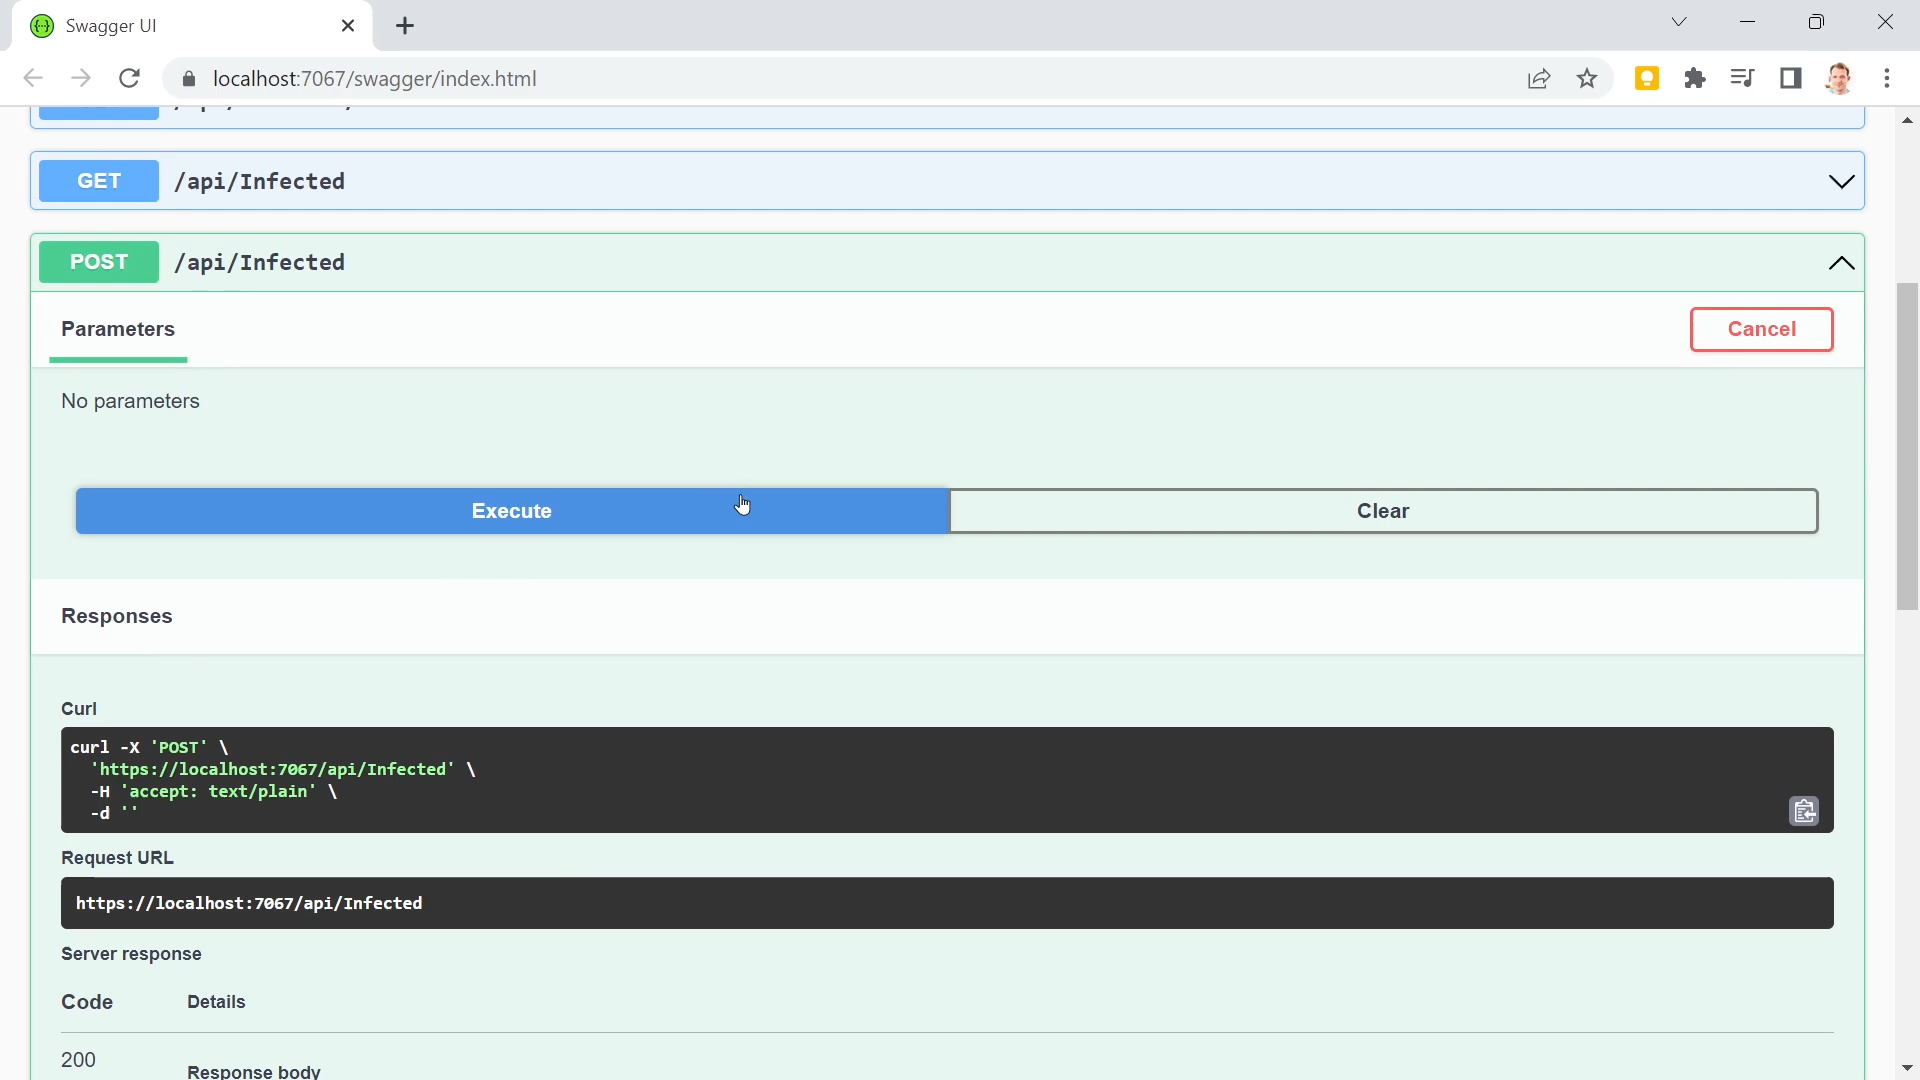 Swagger UI
localhost:7067/swagger/index.html
GET /api/Infected
POST /api/Infected
Parameters
Cancel
No parameters
Execute
Clear
Responses
Curl
curl -X 'POST' \
'https://localhost:7067/api/Infected' \
-H 'accept: text/plain' \
-d ''
Request URL
https://localhost:7067/api/Infected
Server response
Code Details
200
Response body